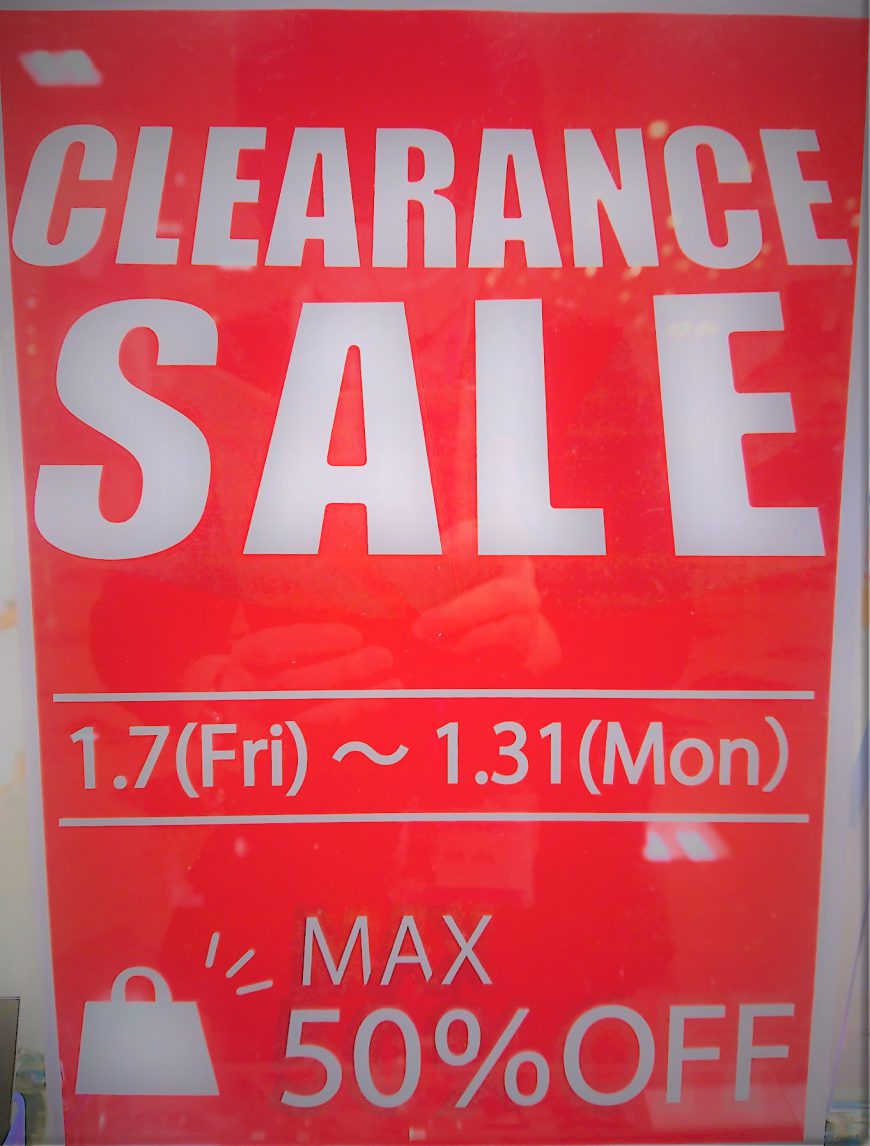 CLEARANCE
SALE
1.7(Fri)〜1.31(Mon)
MAX
50%OFF